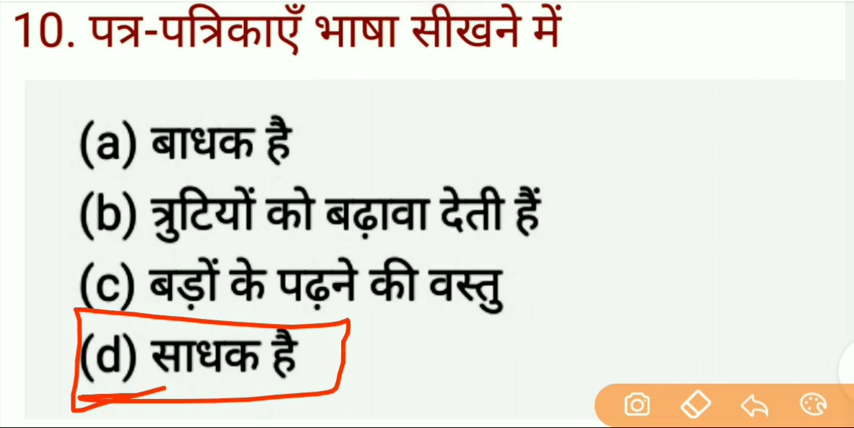 10. पत्र-पत्रिकाएँ भाषा सीखने में
(a) बाधक है
(b) त्रुटियों को बढ़ावा देती हैं
(c) बड़ों के पढ़ने की वस्तु
(d) साधक है